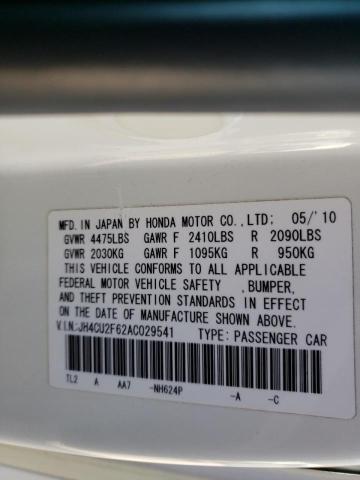 MFD.IN JAPAN BY HONDA MOTOR CO.,LTD: 05/'10
GVWR 4475LBS GAWR F 2410LBS R 2090LBS
GVWR 2030KG GAWR F 1095KG R 950KG
THIS VEHICLE CONFORMS TO ALL APPLICABLE
FEDERAL MOTOR VEHICLE SAFETY ,BUMPER,
AND THEFT PREVENTION STANDARDS IN EFFECT
ON THE DATE OF MANUFACTURE SHOWN ABOVE.
V.I.N:JH4CU2F62AC029541 TYPE: PASSENGER CAR
TL2 A AA7 -NH624P -A -C